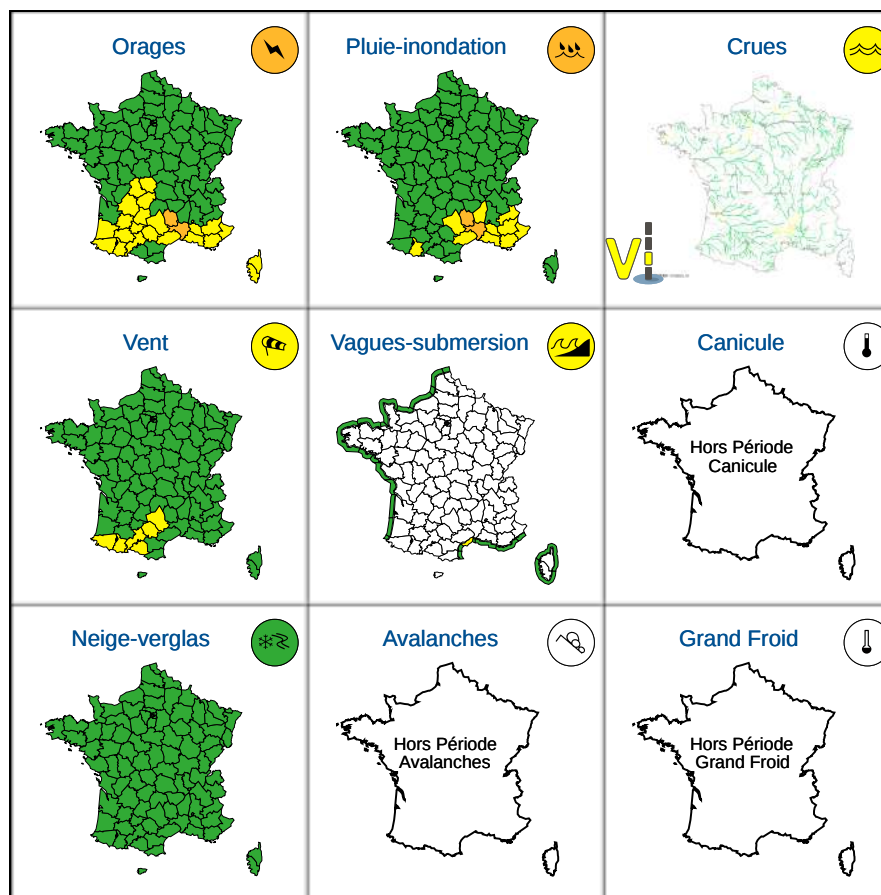 Orages
Pluie-inondation
Crues
Vent
Vagues-submersion
Canicule
Hors Période
Canicule
Neige-verglas
Avalanches
Grand Froid
Hors Période
Avalanches
Hors Période
Grand Froid